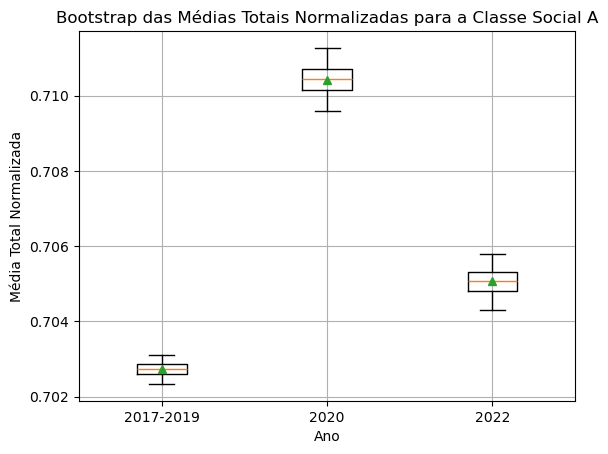 Bootstrap das Médias Totais Normalizadas para a Classe Social A
0.710
0.708
0.706
0.704
0.702
Média Total Normalizada
2017-2019 2020 2022
Ano